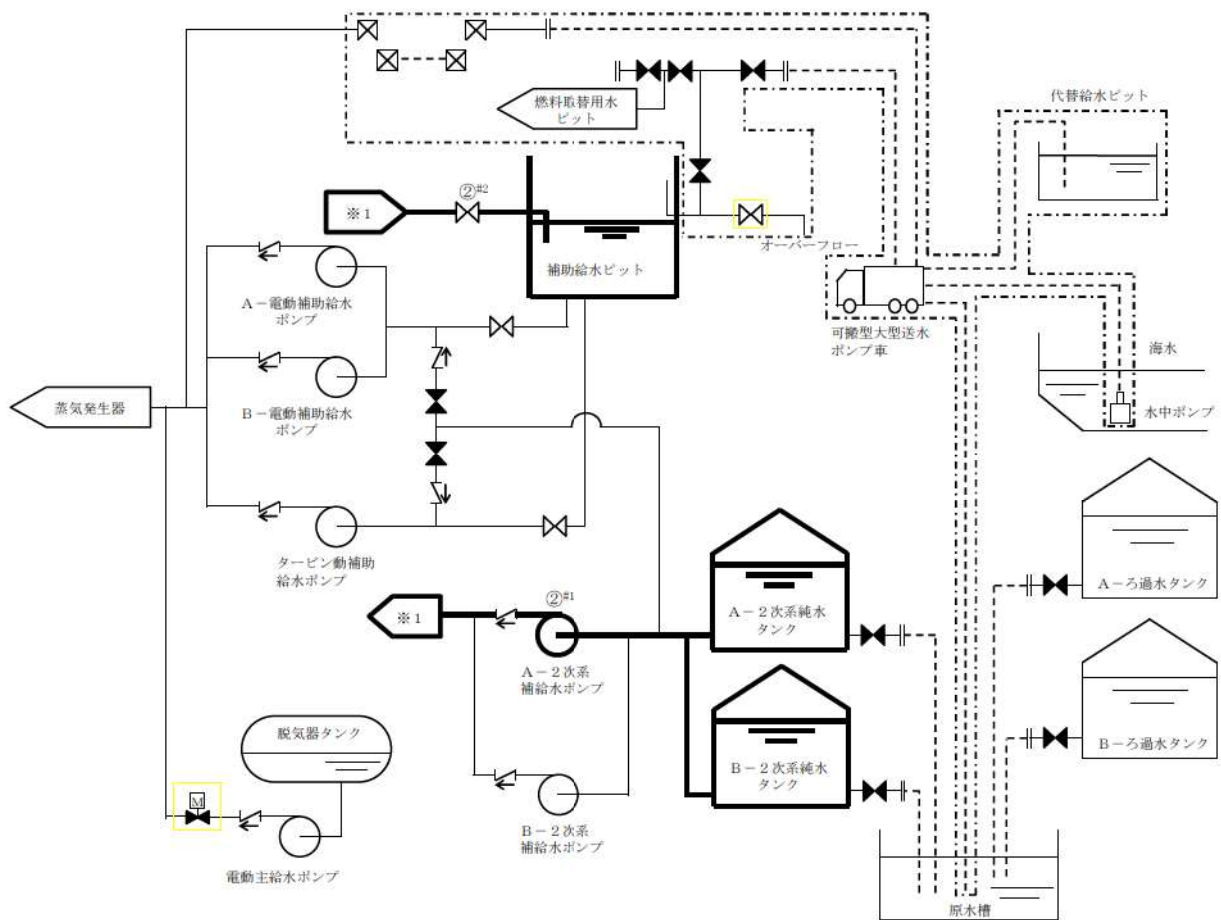 燃料取替用水
ピット
代替給水ピット
②#2
※1
オーバーフロー
補助給水ピット
A－電動補助給水
ポンプ
可搬型大型送水
ポンプ車
海水
B－電動補助給水
ポンプ
蒸気発生器
水中ポンプ
タービン動補助
給水ポンプ
A－ろ過水タンク
②#1
※1
A－2次系純水
タンク
A－2次系
補給水ポンプ
脱気器タンク
B－ろ過水タンク
B－2次系純水
タンク
M
B－2次系
補給水ポンプ
電動主給水ポンプ
原水槽